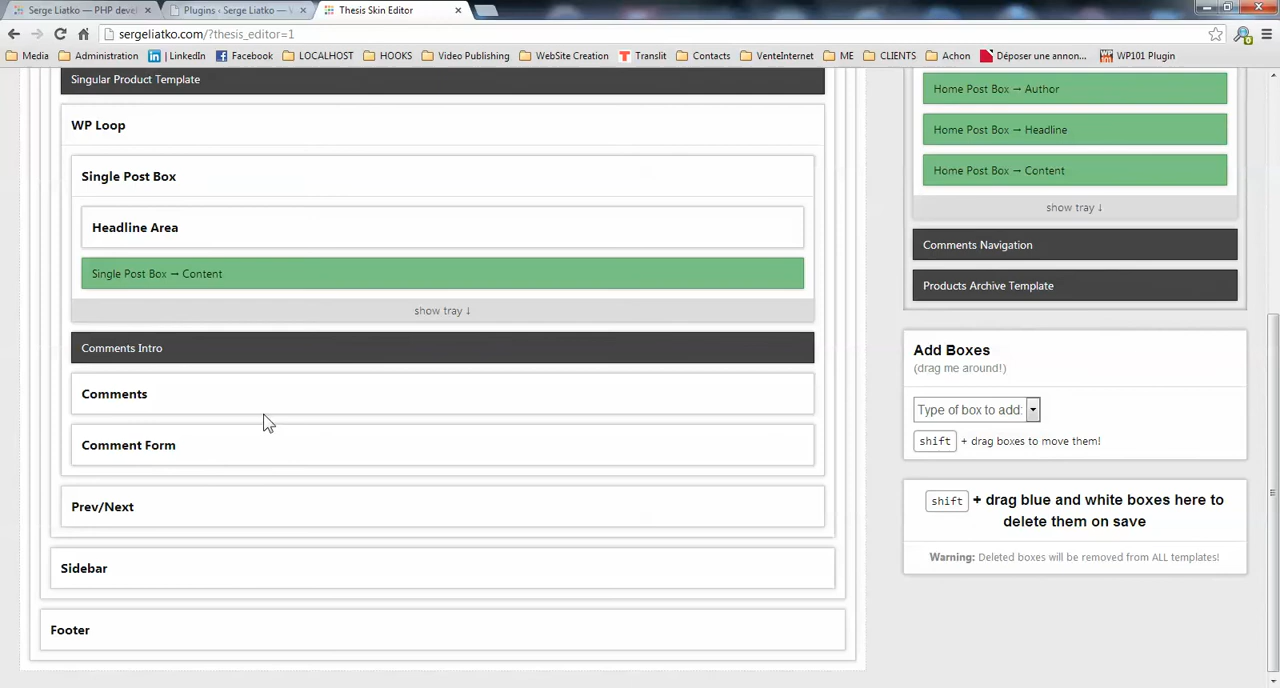 Serge Liatko — PHP devel
Plugins ‹ Serge Liatko — V
Thesis Skin Editor
sergeliatko.com/?thesis_editor=1
Media
Administration
LinkedIn
Facebook
LOCALHOST
HOOKS
Video Publishing
WebSite Creation
Translit
Contacts
VenteInternet
ME
CLIENTS
Achon
Déposer une annon...
WP101 Plugin
Singular Product Template
WP Loop
Single Post Box
Headline Area
Single Post Box → Content
show tray ↓
Comments Intro
Comments
Comment Form
Prev/Next
Sidebar
Footer
Home Post Box → Author
Home Post Box → Headline
Home Post Box → Content
show tray ↓
Comments Navigation
Products Archive Template
Add Boxes
(drag me around!)
Type of box to add:
shift + drag boxes to move them!
shift + drag blue and white boxes here to
delete them on save
Warning: Deleted boxes will be removed from ALL templates!